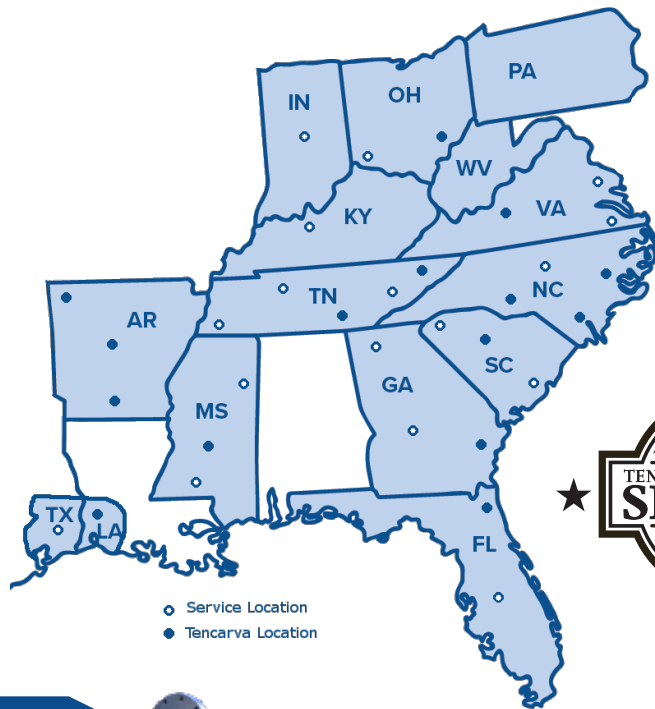 PA
OH
IN
WV
KY
VA
TN
NC
AR
SC
GA
MS
TX
LA
FL
Service Location
Tencarva Location